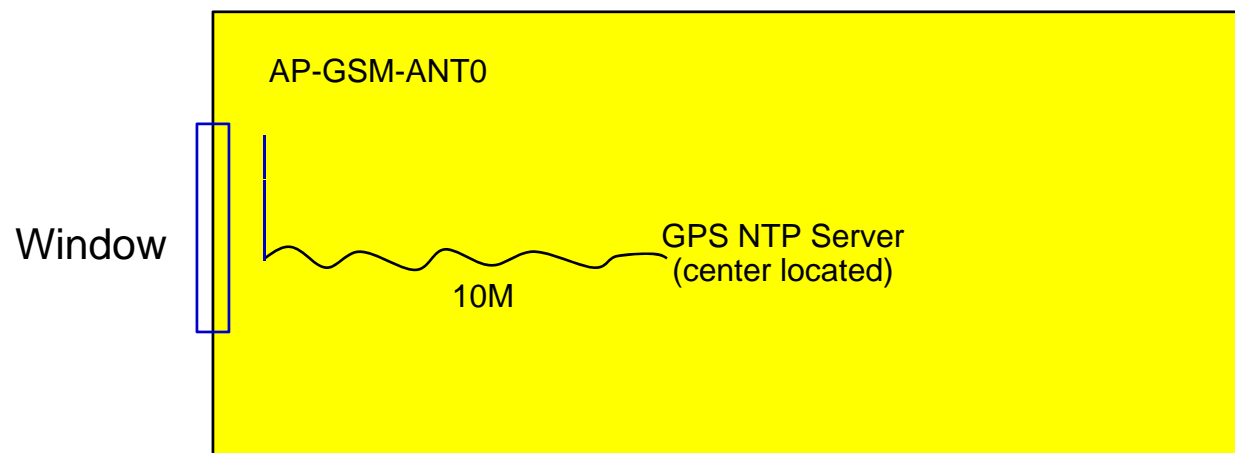 AP-GSM-ANT0
Window
GPS NTP Server
(center located)
10M